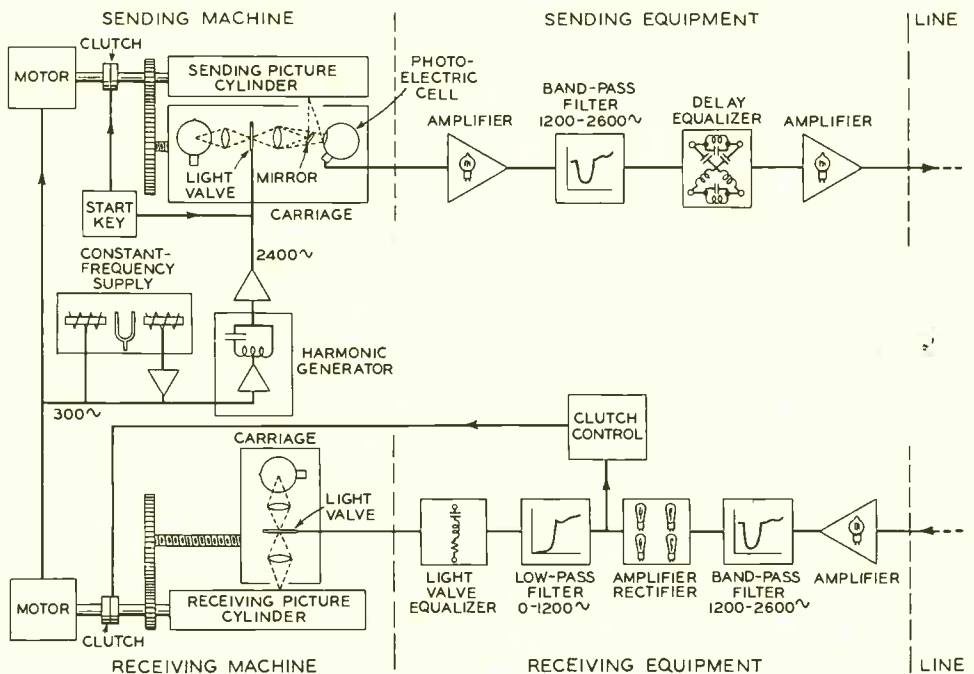 SENDING MACHINE
SENDING EQUIPMENT
LINE
CLUTCH
MOTOR
SENDING PICTURE
CYLINDER
PHOTO-
ELECTRIC
CELL
AMPLIFIER
BAND-PASS
FILTER
1200-2600~
DELAY
EQUALIZER
AMPLIFIER
LIGHT
VALVE
MIRROR
CARRIAGE
START
KEY
CONSTANT-
FREQUENCY
SUPPLY
2400~
HARMONIC
GENERATOR
300~
CLUTCH
CONTROL
CARRIAGE
LIGHT
VALVE
LIGHT
VALVE
EQUALIZER
LOW-PASS
FILTER
0-1200~
AMPLIFIER
RECTIFIER
BAND-PASS
FILTER
1200-2600~
AMPLIFIER
MOTOR
RECEIVING PICTURE
CYLINDER
CLUTCH
RECEIVING MACHINE
RECEIVING EQUIPMENT
LINE